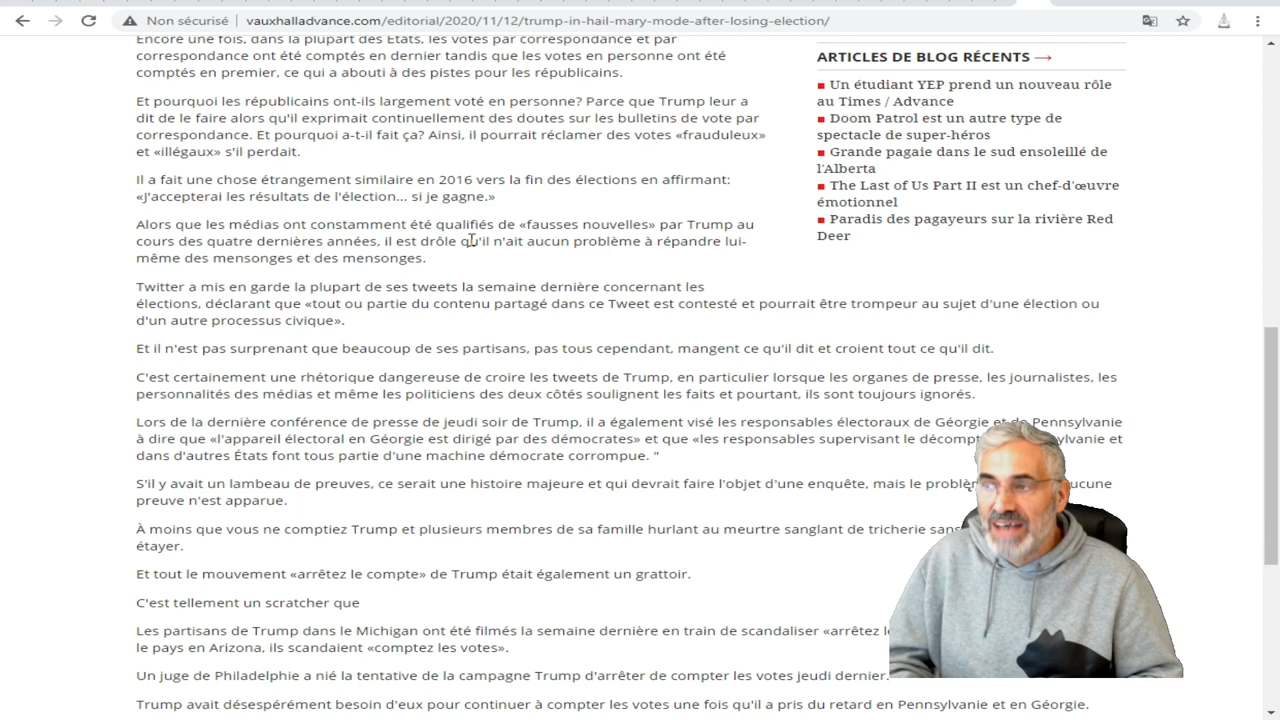 Non sécurisé | vauxhalladvance.com/editorial/2020/11/12/trump-in-hail-mary-mode-after-losing-election/
Encore une fois, dans la plupart des États, les votes par correspondance et par
correspondance ont été comptés en dernier tandis que les votes en personne ont été
comptés en premier, ce qui a abouti à des pistes pour les républicains.
Et pourquoi les républicains ont-ils largement voté en personne? Parce que Trump leur a
dit de le faire alors qu'il exprimait continuellement des doutes sur les bulletins de vote par
correspondance. Et pourquoi a-t-il fait ça? Ainsi, il pourrait réclamer des votes «frauduleux»
et «illégaux» s'il perdait.
Il a fait une chose étrangement similaire en 2016 vers la fin des élections en affirmant:
«J'accepterai les résultats de l'élection... si je gagne.»
Alors que les médias ont constamment été qualifiés de «fausses nouvelles» par Trump au
cours des quatre dernières années, il est drôle qu'il n'ait aucun problème à répandre lui-
même des mensonges et des mensonges.
Twitter a mis en garde la plupart de ses tweets la semaine dernière concernant les
élections, déclarant que «tout ou partie du contenu partagé dans ce Tweet est contesté et pourrait être trompeur au sujet d'une élection ou
d'un autre processus civique».
Et il n'est pas surprenant que beaucoup de ses partisans, pas tous cependant, mangent ce qu'il dit et croient tout ce qu'il dit.
C'est certainement une rhétorique dangereuse de croire les tweets de Trump, en particulier lorsque les organes de presse, les journalistes, les
personnalités des médias et même les politiciens des deux côtés soulignent les faits et pourtant, ils sont toujours ignorés.
Lors de la dernière conférence de presse de jeudi soir de Trump, il a également visé les responsables électoraux de Géorgie et de Pennsylvanie
à dire que «l'appareil électoral en Géorgie est dirigé par des démocrates» et que «les responsables supervisant le décompt ylvanie et
dans d'autres États font tous partie d'une machine démocrate corrompue. "
S'il y avait un lambeau de preuves, ce serait une histoire majeure et qui devrait faire l'objet d'une enquête, mais le problèm ucune
preuve n'est apparue.
À moins que vous ne comptiez Trump et plusieurs membres de sa famille hurlant au meurtre sanglant de tricherie sans
étayer.
Et tout le mouvement «arrêtez le compte» de Trump était également un grattoir.
C'est tellement un scratcher que
Les partisans de Trump dans le Michigan ont été filmés la semaine dernière en train de scandaliser «arrêtez l
le pays en Arizona, ils scandaient «comptez les votes».
Un juge de Philadelphie a nié la tentative de la campagne Trump d'arrêter de compter les votes jeudi dernier.
Trump avait désespérément besoin d'eux pour continuer à compter les votes une fois qu'il a pris du retard en Pennsylvanie et en Géorgie.
ARTICLES DE BLOG RÉCENTS →
Un étudiant YEP prend un nouveau rôle
au Times / Advance
Doom Patrol est un autre type de
spectacle de super-héros
Grande pagaie dans le sud ensoleillé de
l'Alberta
The Last of Us Part II est un chef-d'œuvre
émotionnel
Paradis des pagayeurs sur la rivière Red
Deer